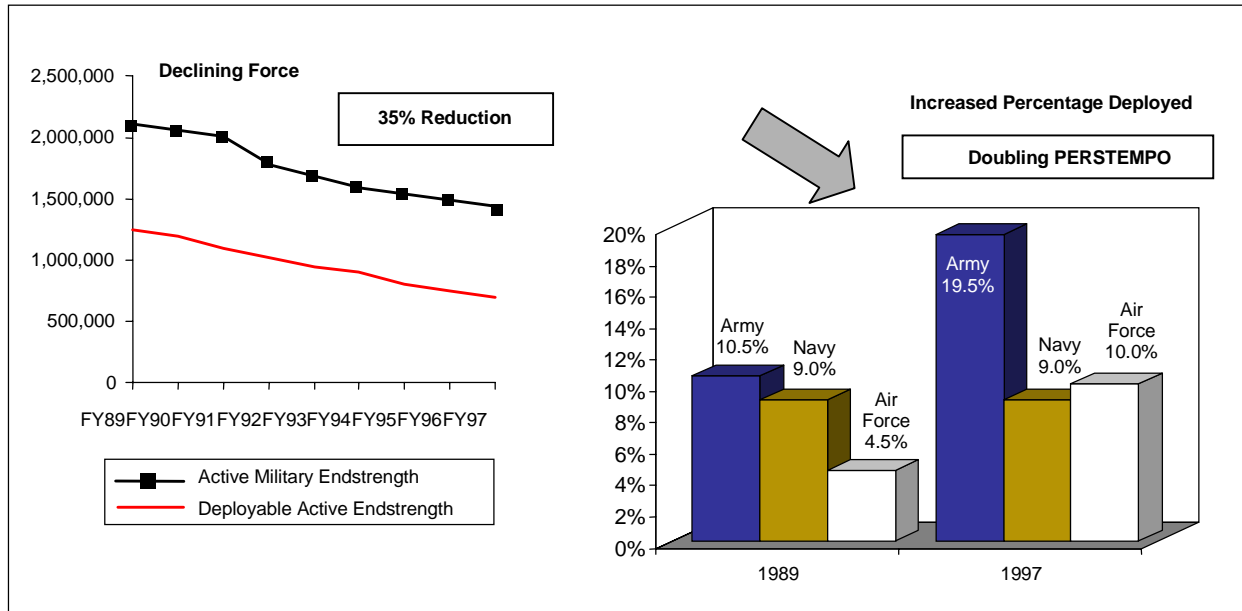 Declining Force
35% Reduction
2,500,000
2,000,000
1,500,000
1,000,000
500,000
0
FY89FY90FY91FY92FY93FY94FY95FY96FY97
Active Military Endstrength
Deployable Active Endstrength
Increased Percentage Deployed
Doubling PERSTEMPO
20%
18%
16%
14%
12%
10%
8%
6%
4%
2%
0%
Army
10.5%
Navy
9.0%
Air
Force
4.5%
Army
19.5%
Navy
9.0%
Air
Force
10.0%
1989
1997